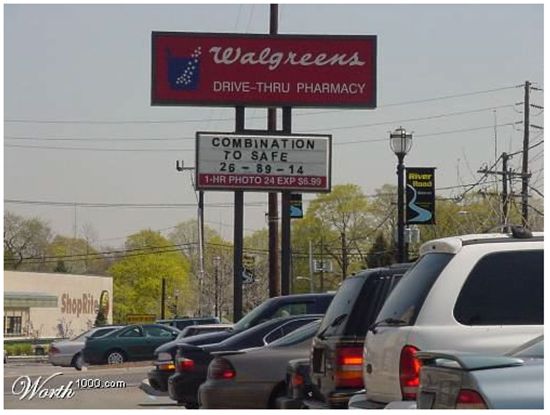 Walgreens
DRIVE-THRU PHARMACY
COMBINATION
TO SAFE
26 - 89 - 14
1-HR PHOTO 24 EXP $6.99
River
Road
ShopRite
Worth1000.com